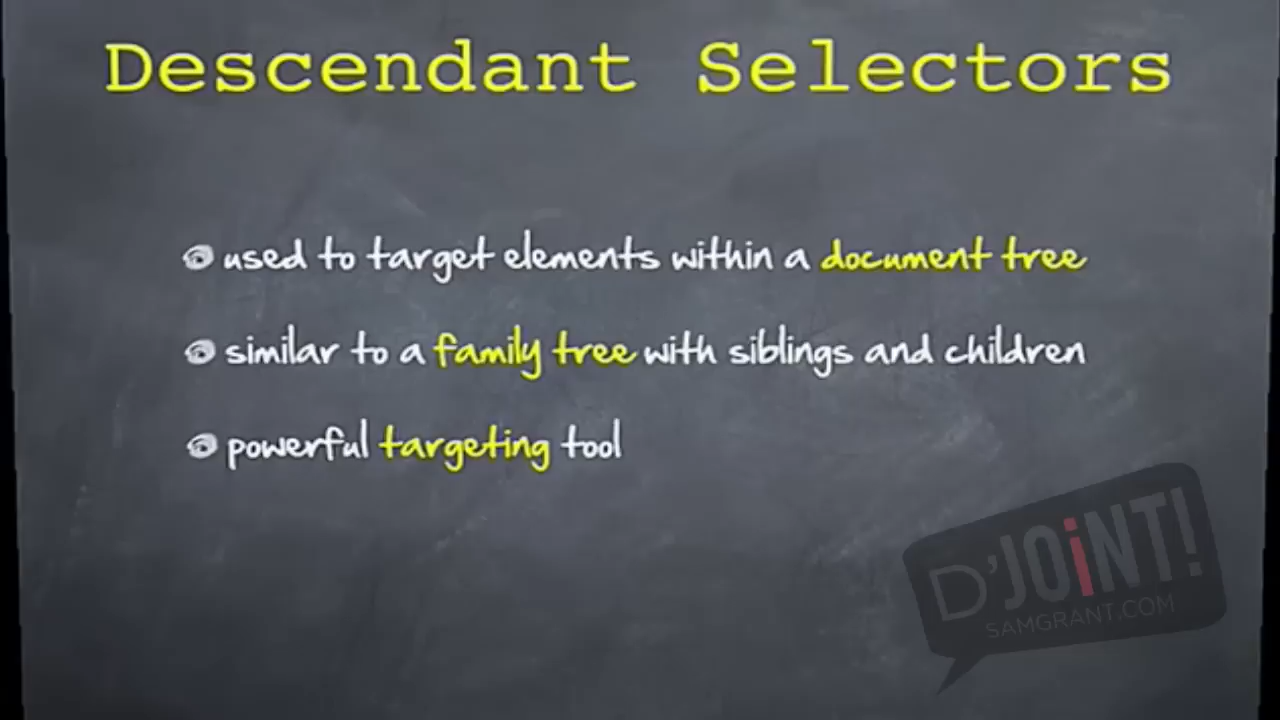 Descendant Selectors
used to target elements within a document tree
similar to a family tree with siblings and children
powerful targeting tool
D'JOiNT!
SAMGRANT.COM